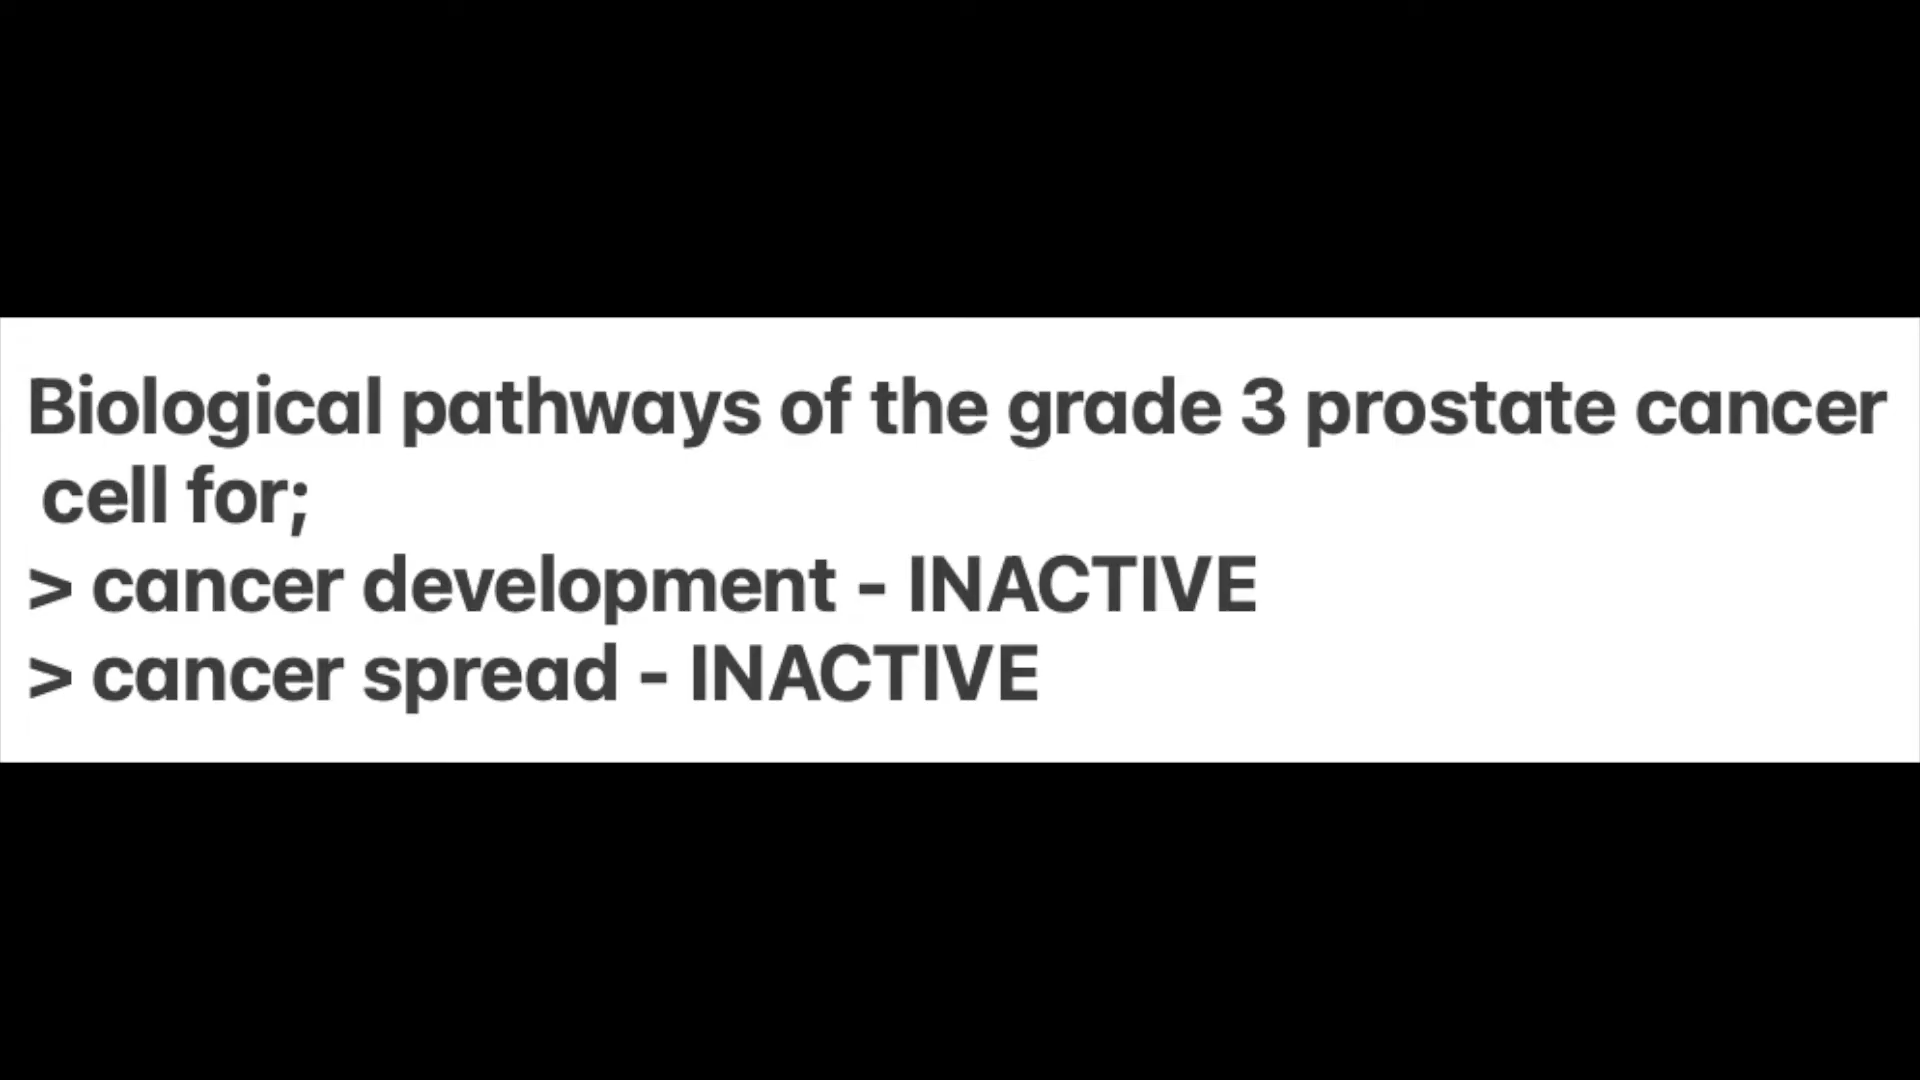 Biological pathways of the grade 3 prostate cancer
cell for;
> cancer development - INACTIVE
> cancer spread - INACTIVE